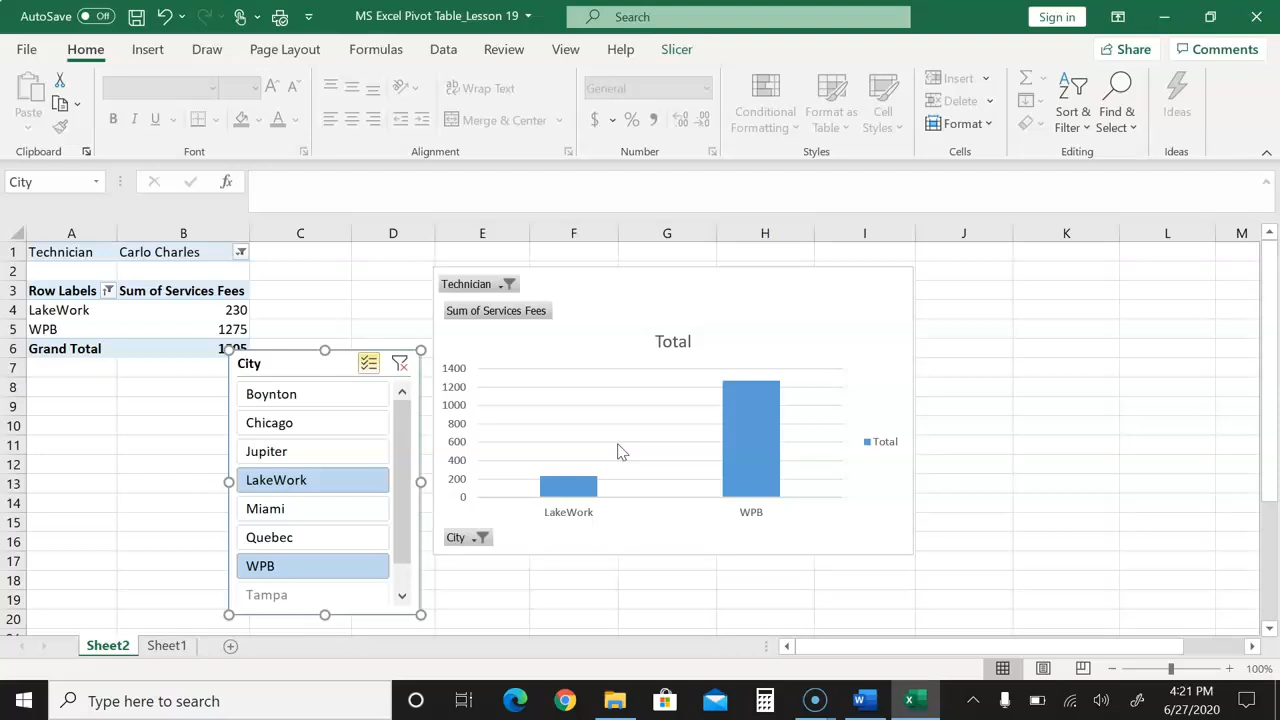 AutoSave Off MS Excel Pivot Table_Lesson 19 Search Sign in
File Home Insert Draw Page Layout Formulas Data Review View Help Slicer Share Comments
Paste
Clipboard
B I U A A A
Font
Wrap Text
Merge & Center
Alignment
General
$ % 9
Number
Conditional Formatting
Format as Table
Cell Styles
Styles
Insert
Delete
Format
Cells
Sort & Filter
Find & Select
Editing
Ideas
Ideas
City fx
A B C D E F G H I J K L M
1 Technician Carlo Charles
2
3 Row Labels Sum of Services Fees
4 LakeWork 230
5 WPB 1275
6 Grand Total
7
8
9
10
11
12
13
14
15
16
17
18
19
20
City
Boynton
Chicago
Jupiter
LakeWork
Miami
Quebec
WPB
Tampa
Technician
Sum of Services Fees
Total
1400
1200
1000
800
600
400
200
0
LakeWork WPB
Total
City
Sheet2 Sheet1
100%
Type here to search
4:21 PM
6/27/2020